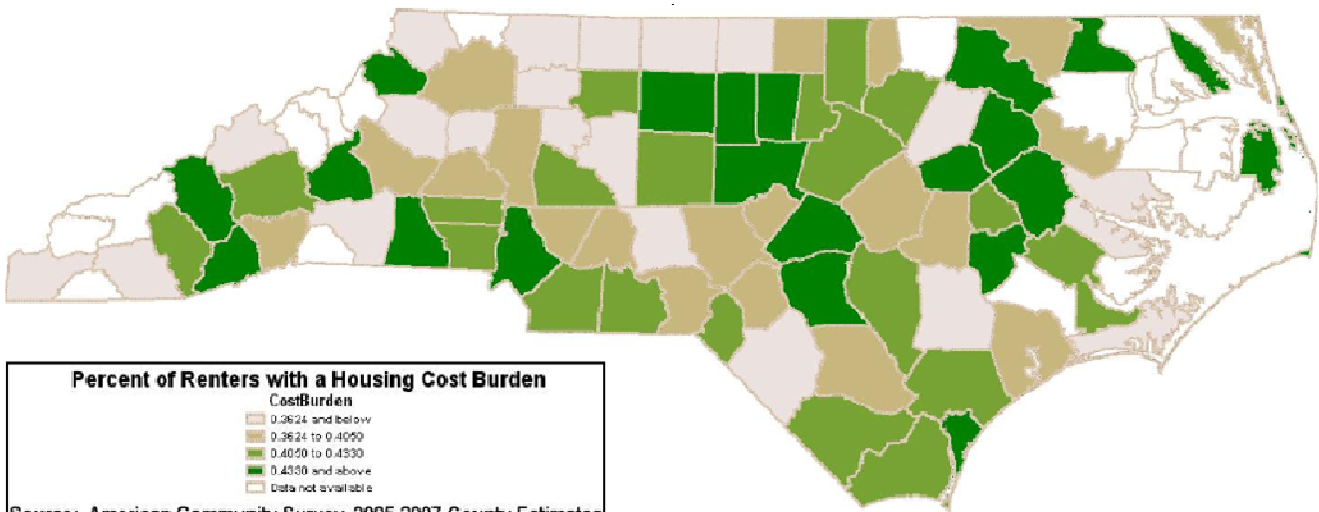 Percent of Renters with a Housing Cost Burden
CostBurden
0.3624 and below
0.3624 to 0.4050
0.4050 to 0.4330
0.4330 and above
Data not available
Source: American Community Survey, 2005-2007 County Estimates